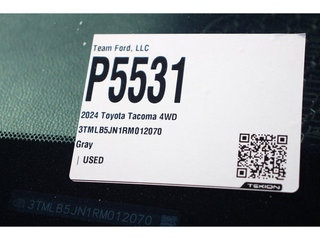 Team Ford, LLC
P5531
2024 Toyota Tacoma 4WD
3TMLB5JN1RM012070
Gray
| USED
TEKION
3TMLB5JN1RM012070